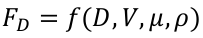 F_D = f(D, V, μ, ρ)